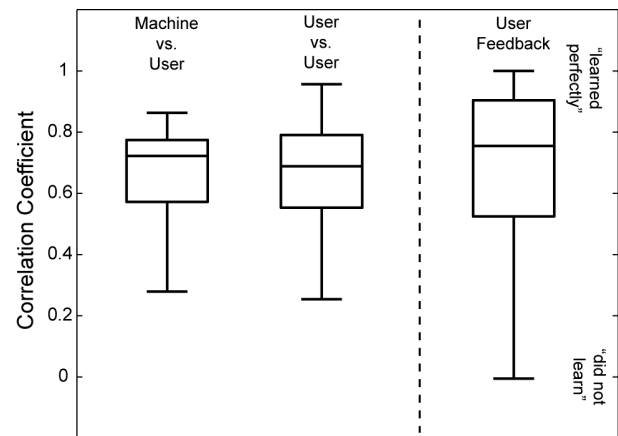 Machine
vs.
User
User
vs.
User
User
Feedback
Correlation Coefficient
1
0.8
0.6
0.4
0.2
0
“learned
perfectly”
“did not
learn”